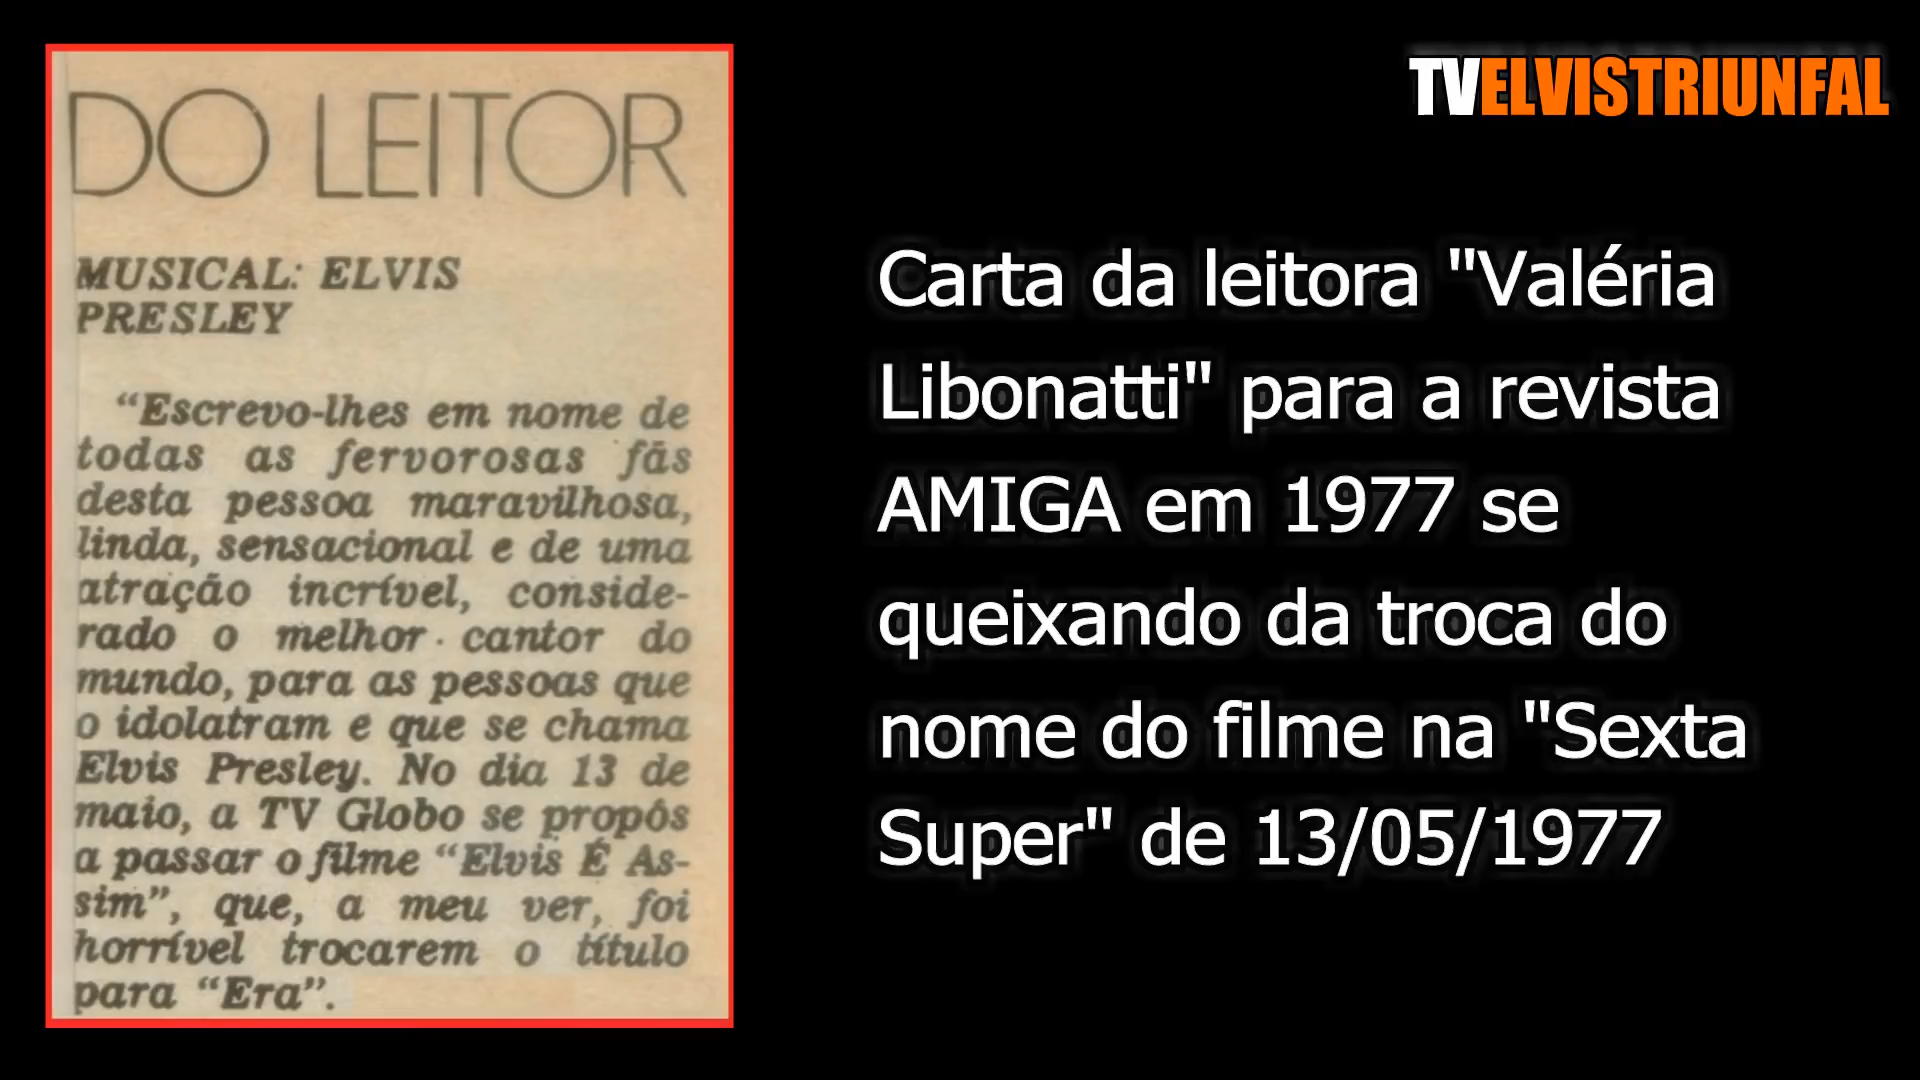 DO LEITOR
MUSICAL: ELVIS
PRESLEY
“Escrevo-lhes em nome de
todas as fervorosas fãs
desta pessoa maravilhosa,
linda, sensacional e de uma
atração incrível, conside-
rado o melhor cantor do
mundo, para as pessoas que
o idolatram e que se chama
Elvis Presley. No dia 13 de
maio, a TV Globo se propôs
a passar o filme “Elvis É As-
sim”, que, a meu ver, foi
horrível trocarem o título
para “Era”.
TVELVISTRIUNFAL
Carta da leitora "Valéria
Libonatti" para a revista
AMIGA em 1977 se
queixando da troca do
nome do filme na "Sexta
Super" de 13/05/1977